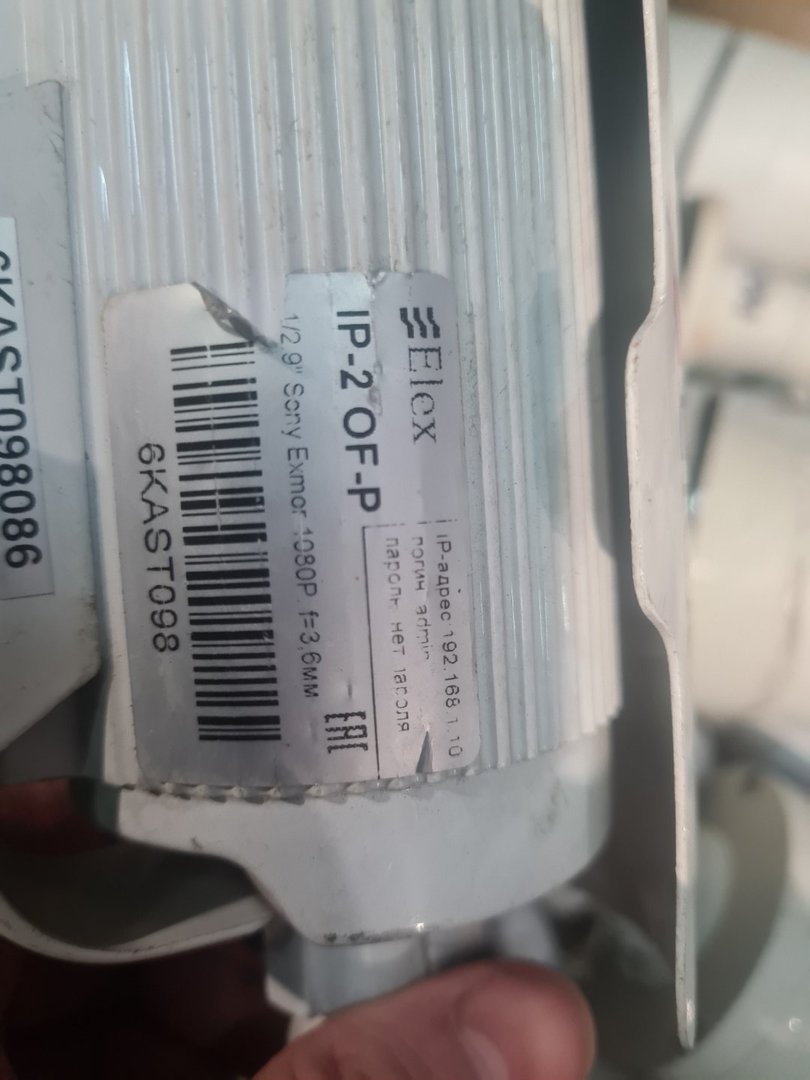 Elex
IP-2 OF-P
1/2.9" Sony Exmor 1080P f=3,6мм
EAC
IP-адрес 192.168.1.10
логин admin
пароль нет пароля
6KAST098
6KAST098086